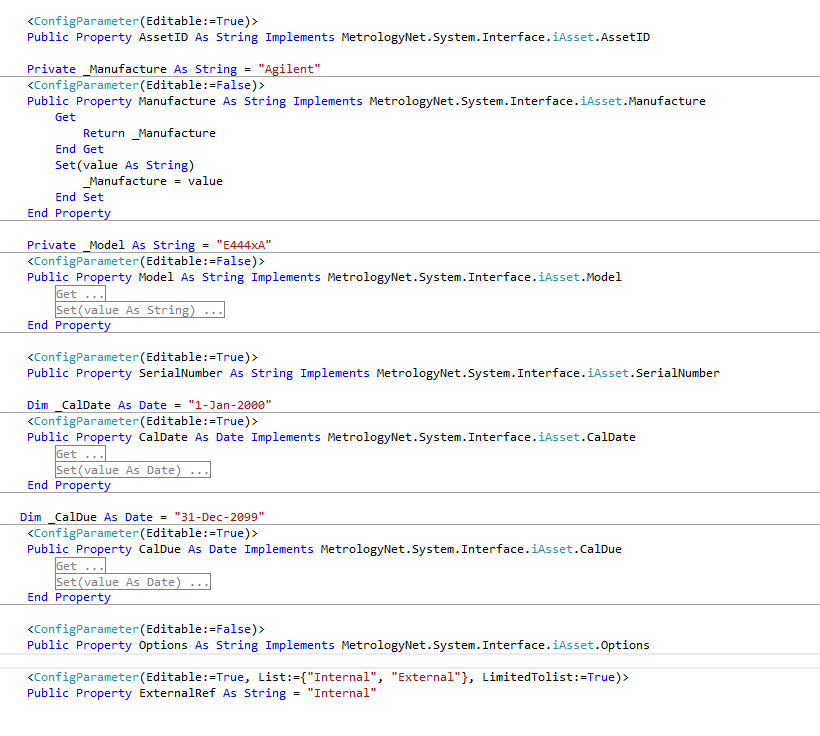 <ConfigParameter(Editable:=True)>
Public Property AssetID As String Implements MetrologyNet.System.Interface.iAsset.AssetID
Private _Manufacture As String = "Agilent"
<ConfigParameter(Editable:=False)>
Public Property Manufacture As String Implements MetrologyNet.System.Interface.iAsset.Manufacture
Get
Return _Manufacture
End Get
Set(value As String)
_Manufacture = value
End Set
End Property
Private _Model As String = "E444xA"
<ConfigParameter(Editable:=False)>
Public Property Model As String Implements MetrologyNet.System.Interface.iAsset.Model
Get ...
Set(value As String) ...
End Property
<ConfigParameter(Editable:=True)>
Public Property SerialNumber As String Implements MetrologyNet.System.Interface.iAsset.SerialNumber
Dim _CalDate As Date = "1-Jan-2000"
<ConfigParameter(Editable:=True)>
Public Property CalDate As Date Implements MetrologyNet.System.Interface.iAsset.CalDate
Get ...
Set(value As Date) ...
End Property
Dim _CalDue As Date = "31-Dec-2099"
<ConfigParameter(Editable:=True)>
Public Property CalDue As Date Implements MetrologyNet.System.Interface.iAsset.CalDue
Get ...
Set(value As Date) ...
End Property
<ConfigParameter(Editable:=False)>
Public Property Options As String Implements MetrologyNet.System.Interface.iAsset.Options
<ConfigParameter(Editable:=True, List:={"Internal", "External"}, LimitedTolist:=True)>
Public Property ExternalRef As String = "Internal"